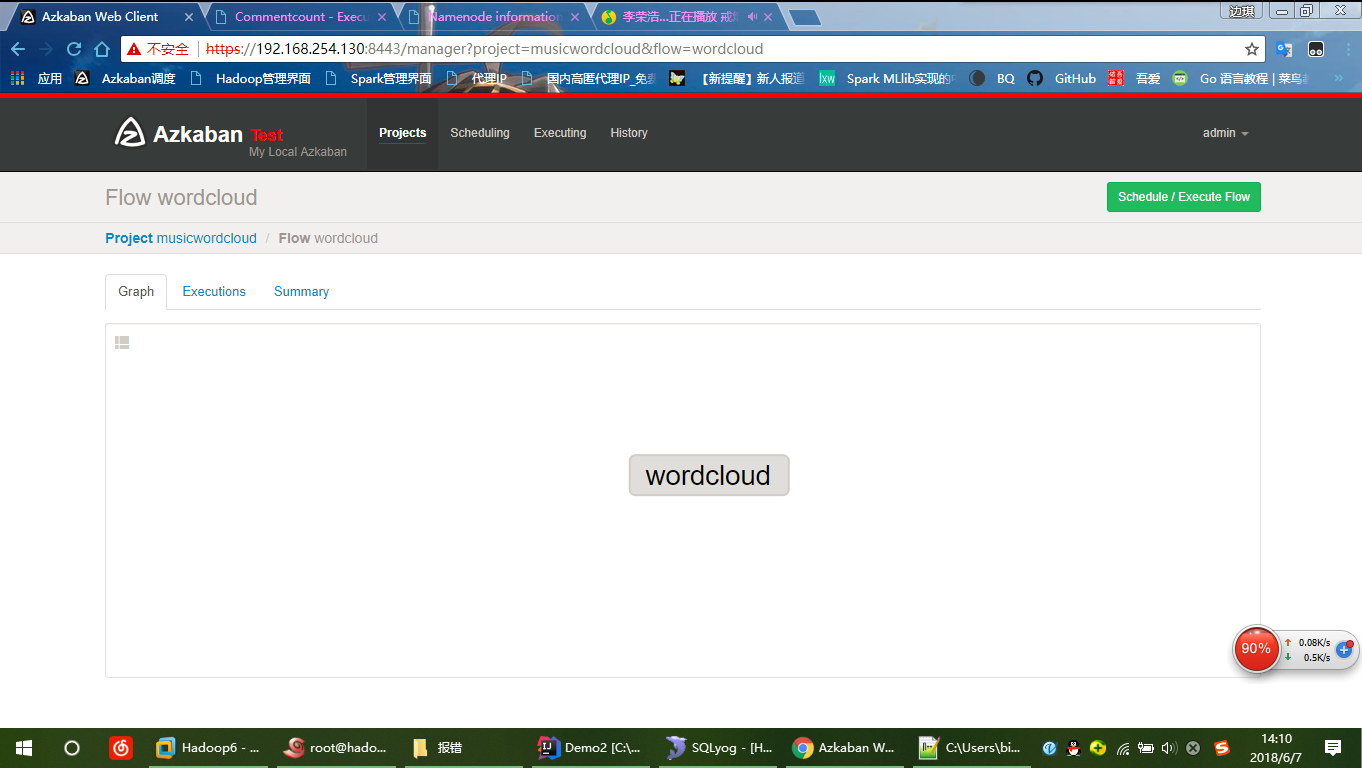 Azkaban Web Client
Commentcount - Execu
Namenode information
李荣浩...正在播放
边琪
不安全 https://192.168.254.130:8443/manager?project=musicwordcloud&flow=wordcloud
应用 Azkaban调度 Hadoop管理界面 Spark管理界面 代理IP 国内高匿代理IP_免费 【新提醒】新人报道 XW Spark MLlib实现的 BQ GitHub 吾爱破解 吾爱 Go 语言教程 | 菜鸟 »
Azkaban Test
My Local Azkaban
Projects Scheduling Executing History
admin
Flow wordcloud
Schedule / Execute Flow
Project musicwordcloud / Flow wordcloud
Graph Executions Summary
wordcloud
90%
0.08K/s
0.5K/s
Hadoop6 - ...
root@hado...
报错
Demo2 [C:\...
SQLyog - [H...
Azkaban W...
C:\Users\bi...
14:10
2018/6/7